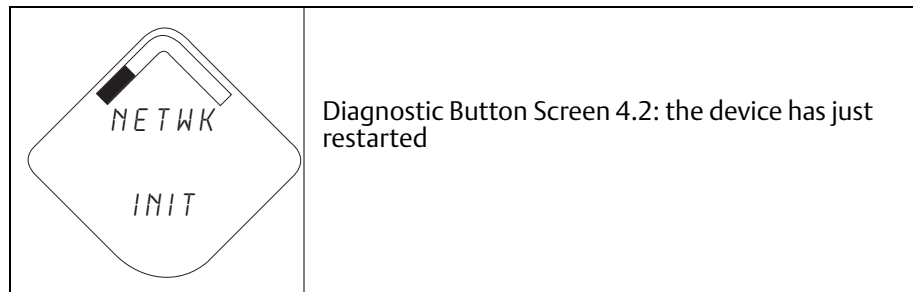 NETWK
INIT
Diagnostic Button Screen 4.2: the device has just
restarted